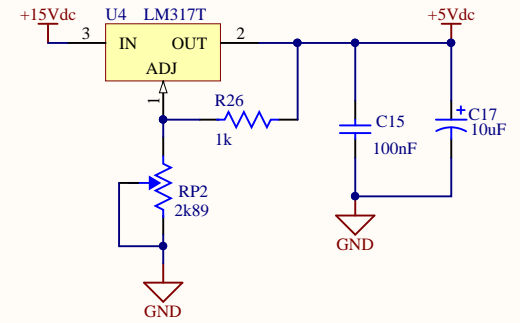 +15Vdc
U4 LM317T
+5Vdc
3 IN OUT 2
ADJ
1
R26
1k
C15
100nF
+ C17
10uF
RP2
2k89
GND
GND